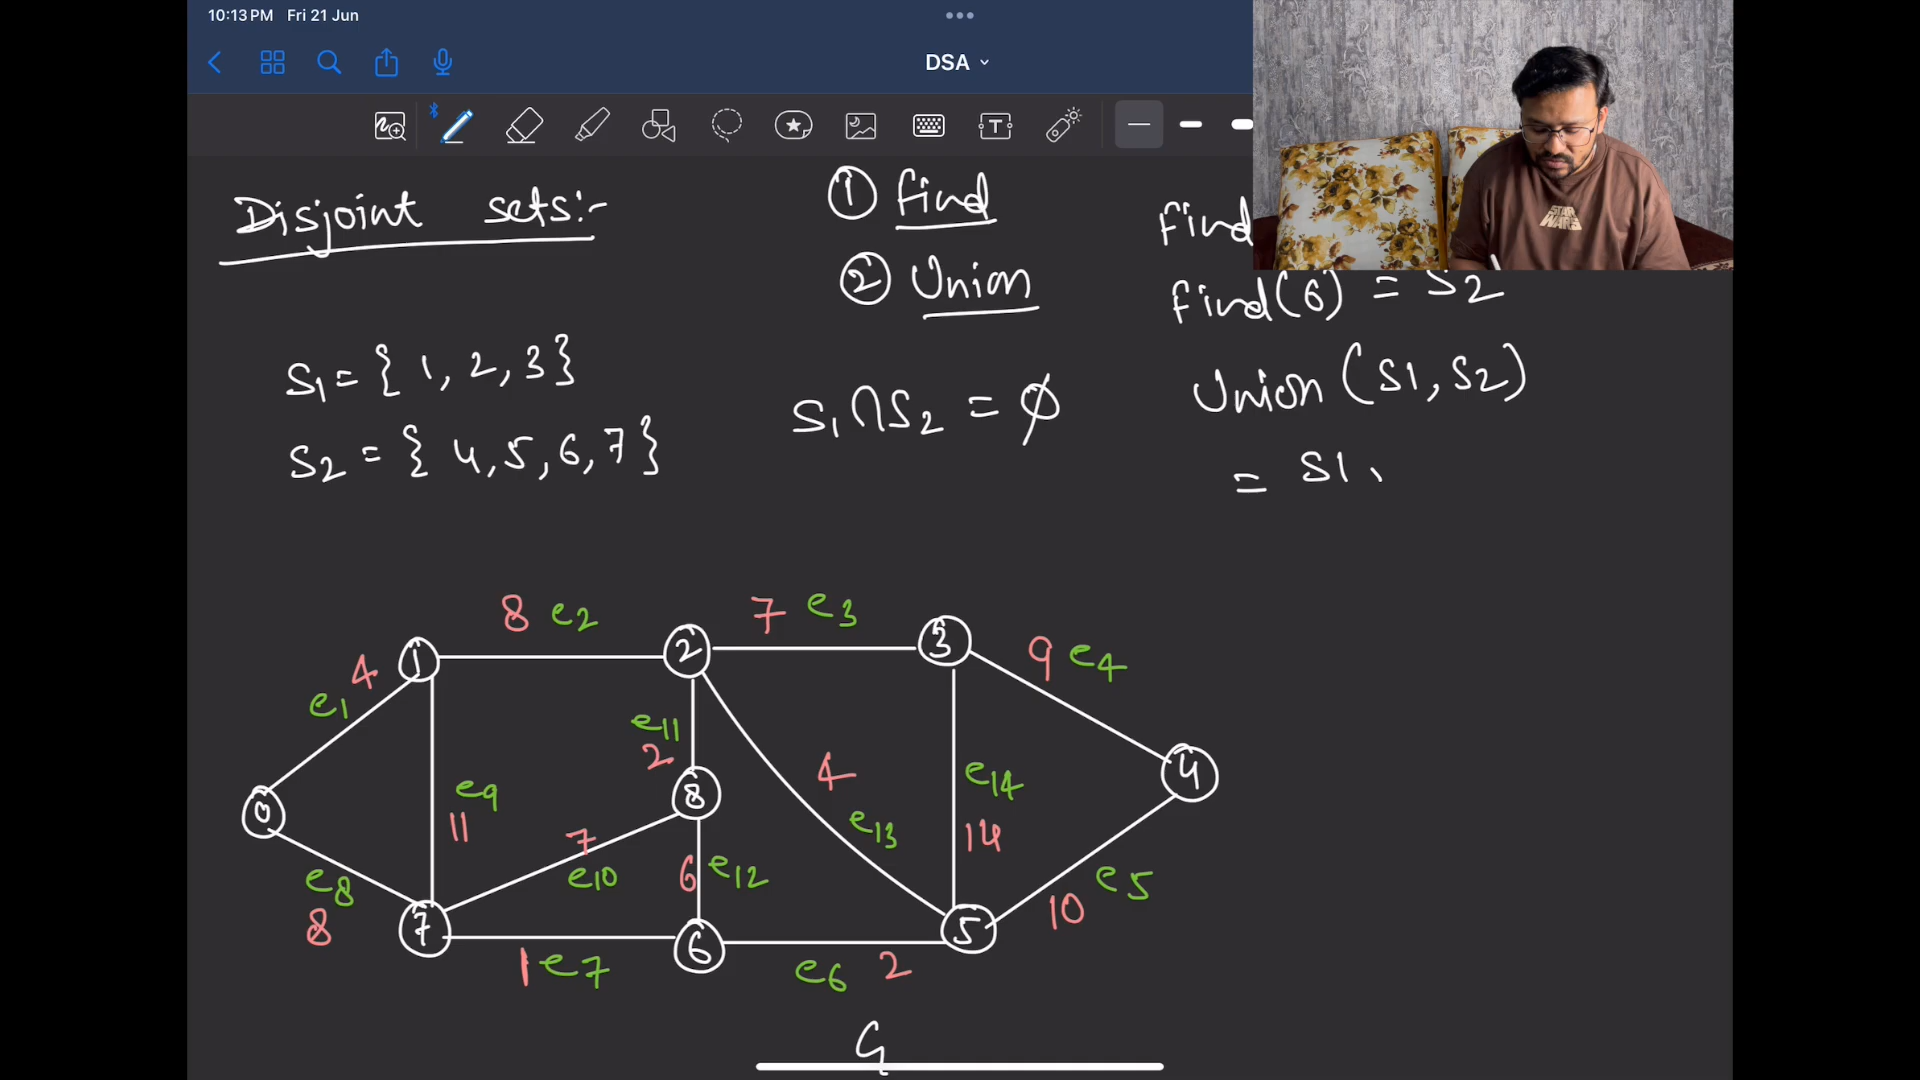 10:13 PM Fri 21 Jun
DSA
T
Disjoint sets:-
① find
② Union
find
find(6) = S2
S1 = { 1, 2, 3 }
S2 = { 4, 5, 6, 7 }
S1 ∩ S2 = ∅
Union (S1, S2)
= S1
STAR WARS
8 e2
7 e3
1
2
3
9 e4
4
e1
e11
2
4
e13
e14
14
4
0
e9
11
8
7
e10
6 e12
e8
8
7
6
5
e5
10
1 e7
e6 2
G